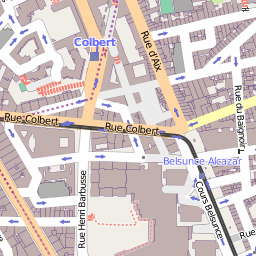 Colbert
Rue d'Aix
Rue du Baignoir
Rue Colbert
Rue Colbert
Belsunce Alcazar
Rue Henri Barbusse
Cours Belsunce